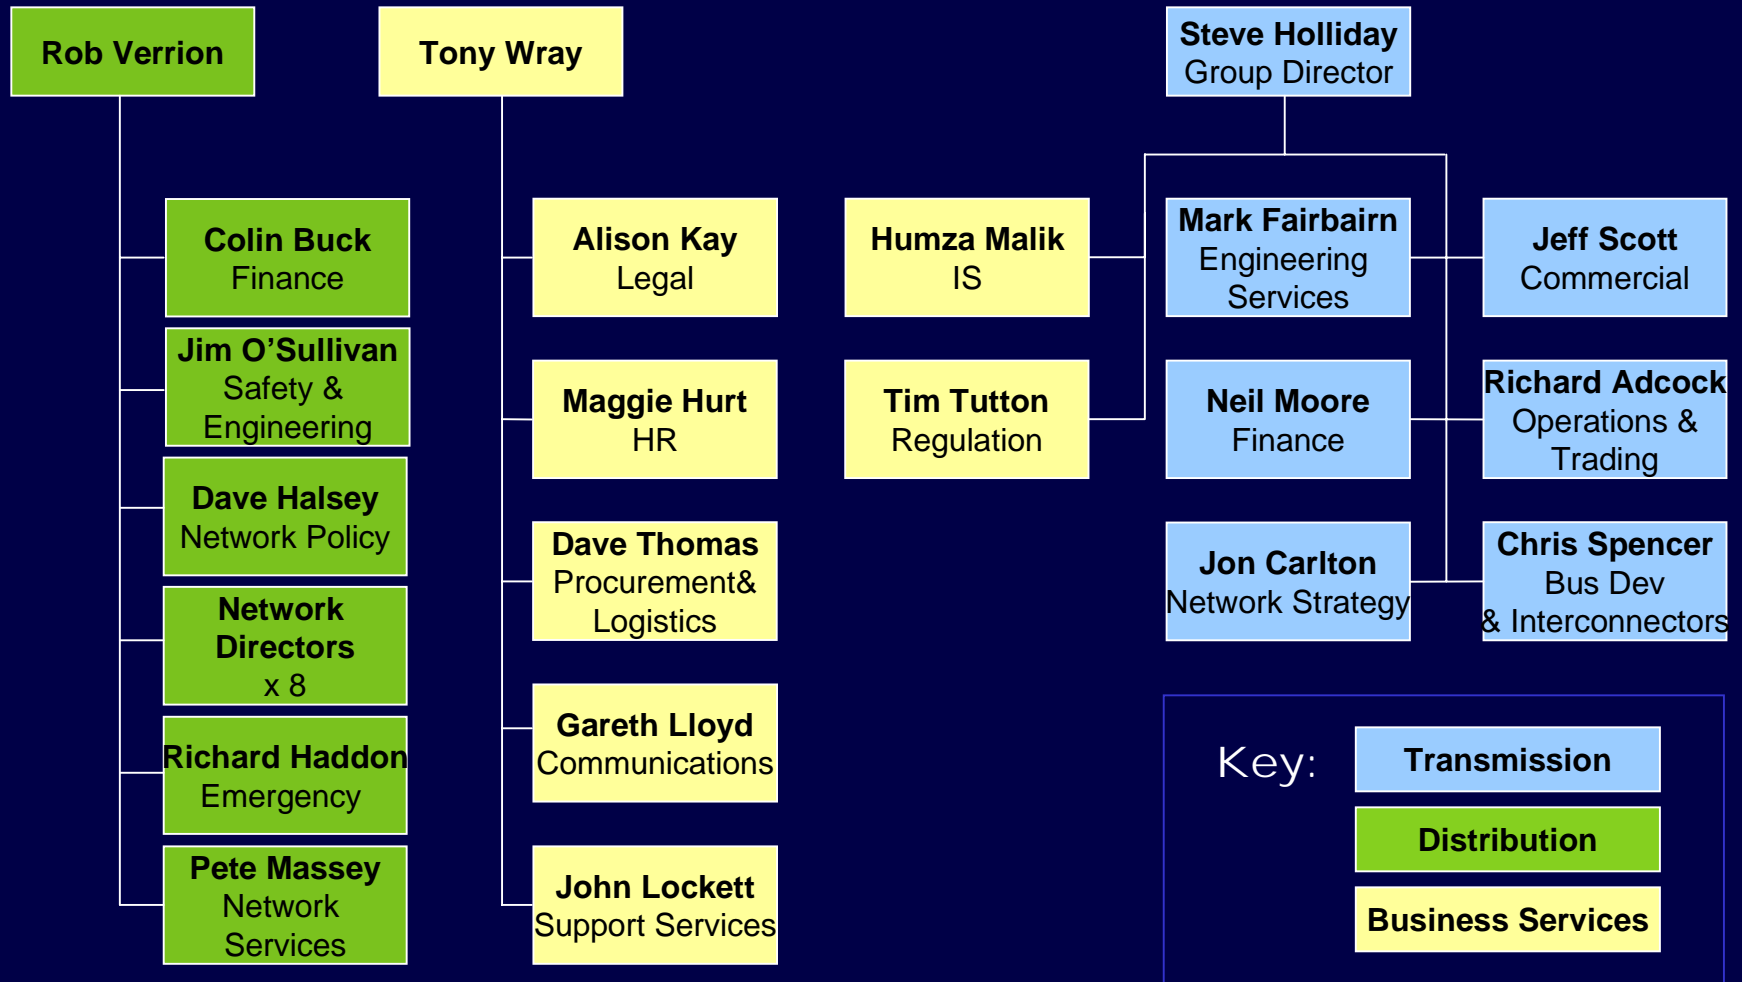 Rob Verrion
Tony Wray
Steve Holliday
Group Director
Colin Buck
Finance
Jim O’Sullivan
Safety &
Engineering
Dave Halsey
Network Policy
Network
Directors
x 8
Richard Haddon
Emergency
Pete Massey
Network
Services
Alison Kay
Legal
Maggie Hurt
HR
Dave Thomas
Procurement&
Logistics
Gareth Lloyd
Communications
John Lockett
Support Services
Humza Malik
IS
Tim Tutton
Regulation
Mark Fairbairn
Engineering
Services
Neil Moore
Finance
Jon Carlton
Network Strategy
Jeff Scott
Commercial
Richard Adcock
Operations &
Trading
Chris Spencer
Bus Dev
& Interconnectors
Key:
Transmission
Distribution
Business Services